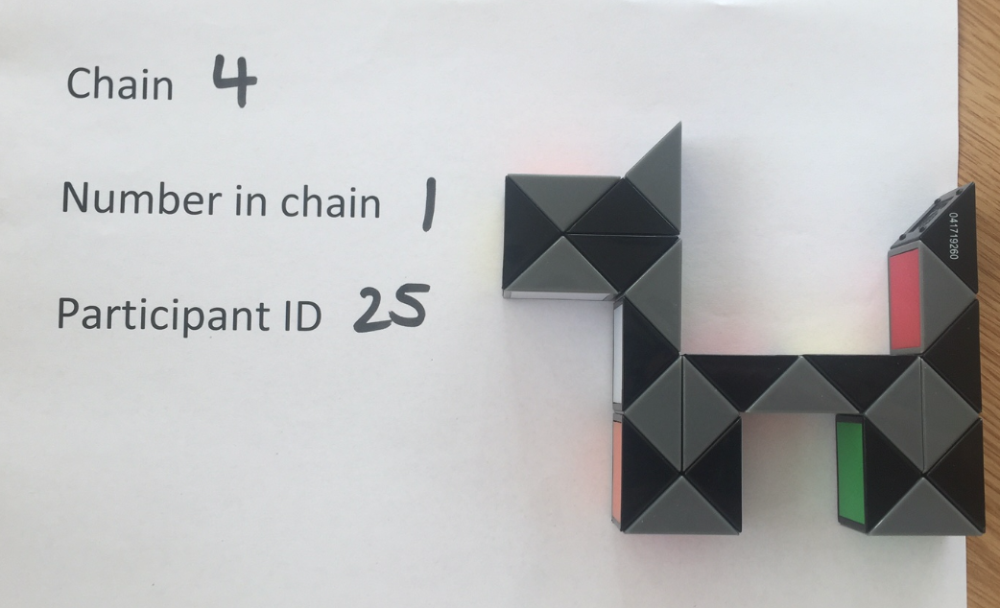 Chain 4
Number in chain 1
Participant ID 25
041719260